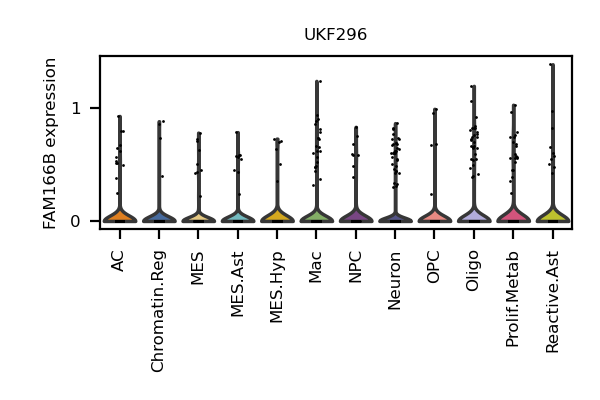 UKF296
FAM166B expression
1
0
AC
Chromatin.Reg
MES
MES.Ast
MES.Hyp
Mac
NPC
Neuron
OPC
Oligo
Prolif.Metab
Reactive.Ast